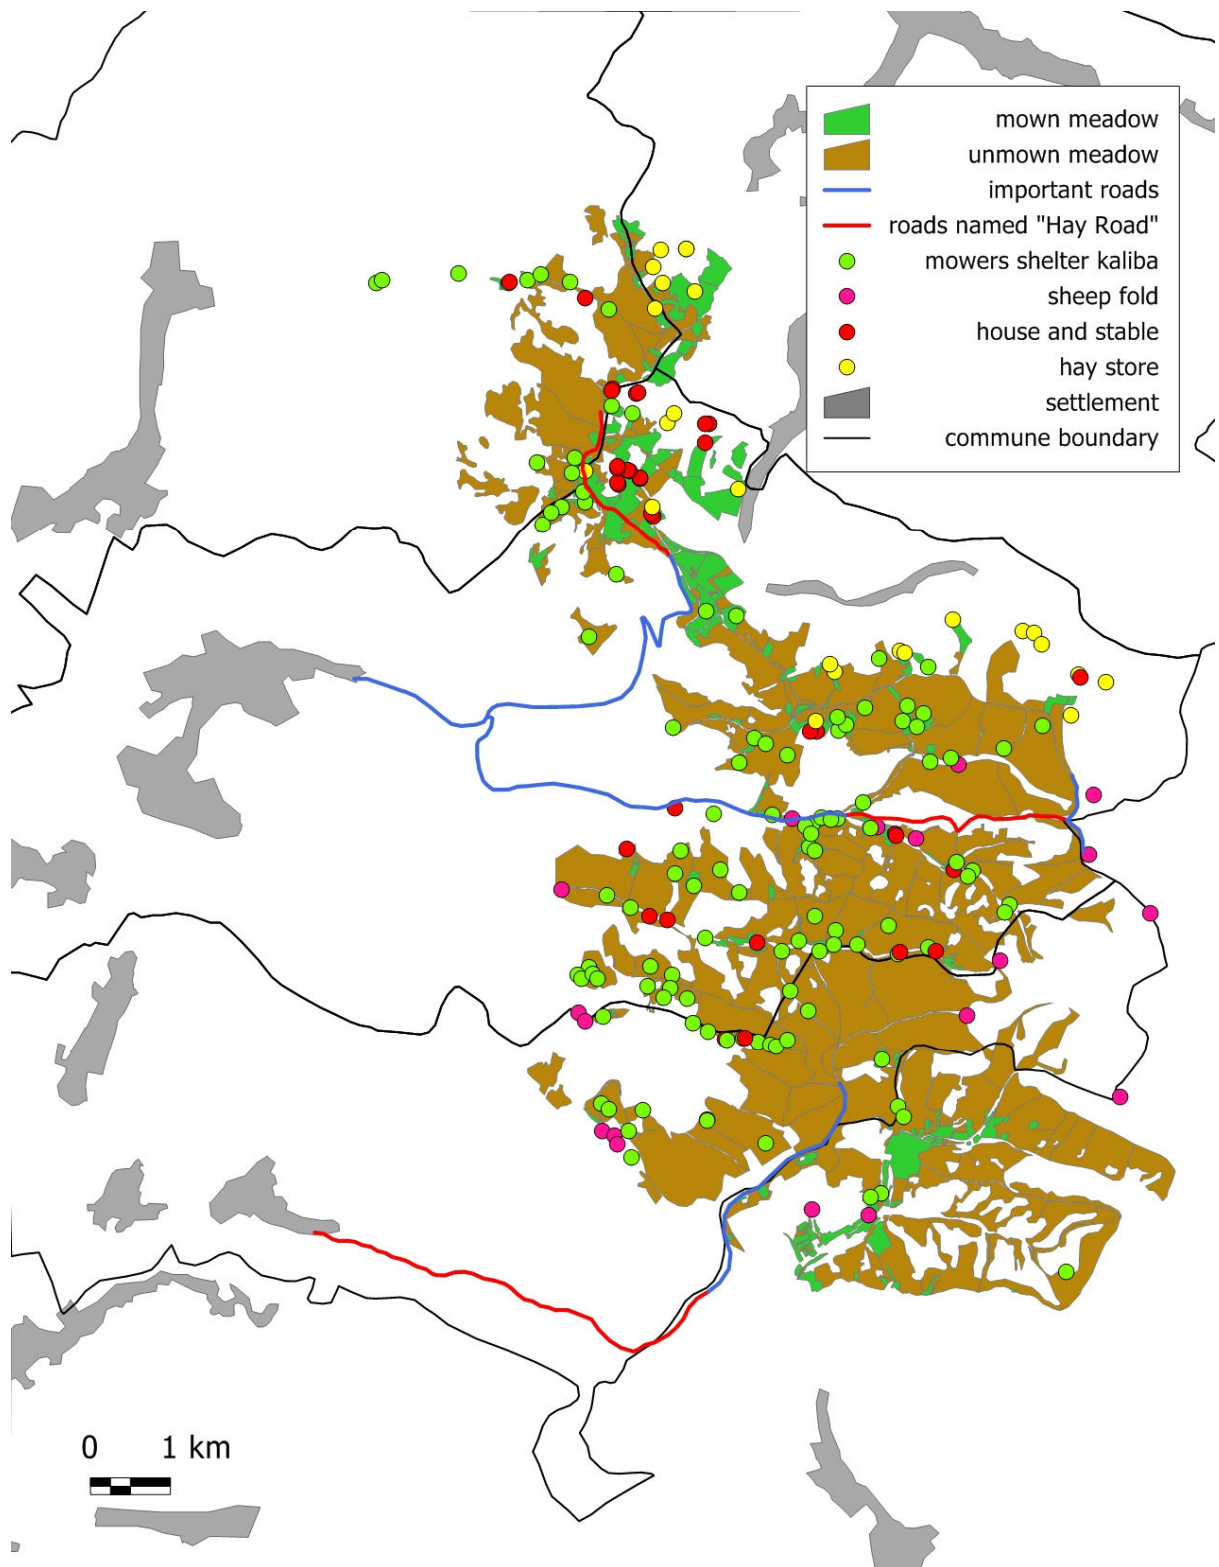 mown meadow
unmown meadow
important roads
roads named "Hay Road"
mowers shelter kaliba
sheep fold
house and stable
hay store
settlement
commune boundary
0 1 km